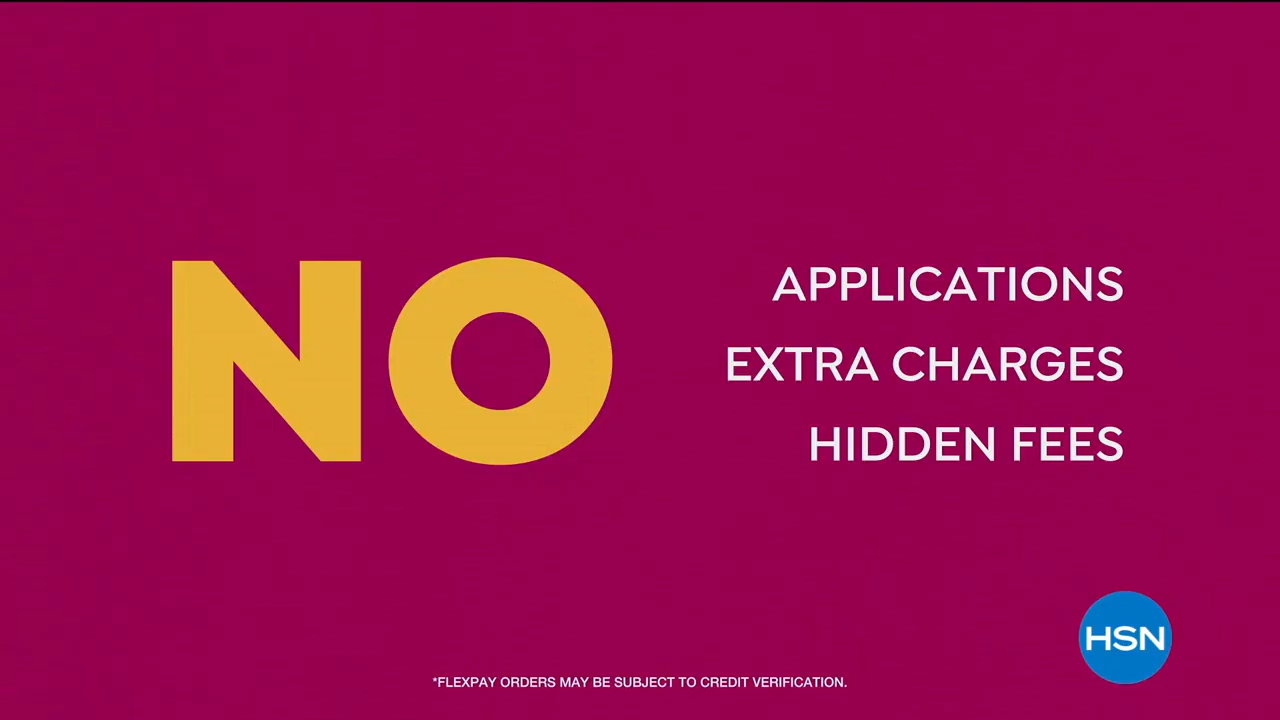 NO
APPLICATIONS
EXTRA CHARGES
HIDDEN FEES
HSN
*FLEXPAY ORDERS MAY BE SUBJECT TO CREDIT VERIFICATION.